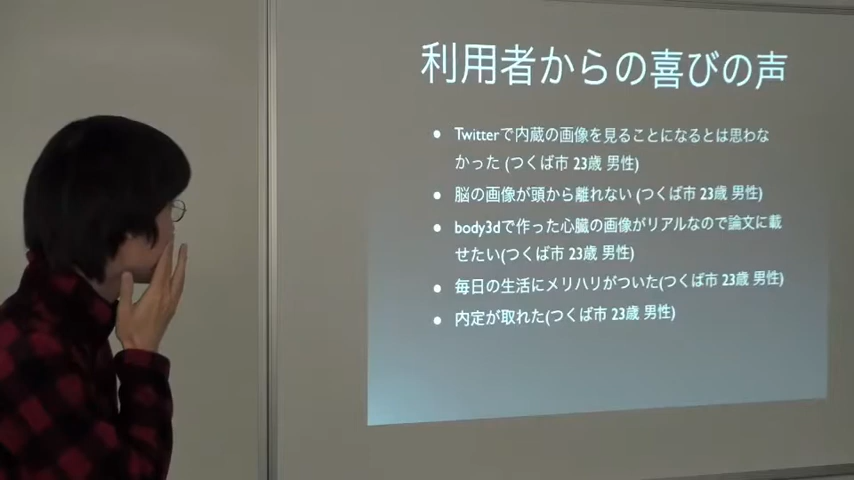 利用者からの喜びの声
• Twitterで内蔵の画像を見ることになるとは思わな
かった (つくば市 23歳 男性)
• 脳の画像が頭から離れない (つくば市 23歳 男性)
• body3dで作った心臓の画像がリアルなので論文に載
せたい(つくば市 23歳 男性)
• 毎日の生活にメリハリがついた(つくば市 23歳 男性)
• 内定が取れた(つくば市 23歳 男性)